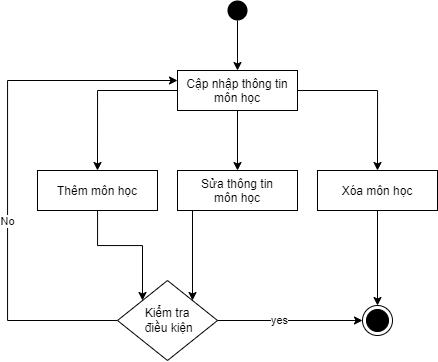 Cập nhập thông tin
môn học
Thêm môn học
Sửa thông tin
môn học
Xóa môn học
No
Kiểm tra
điều kiện
yes